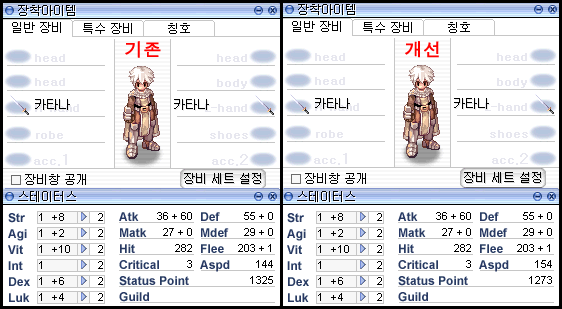 장착아이템
일반 장비 특수 장비 칭호
기존
head head
head body
카타나 카타나 -hand
robe shoes
acc.1 acc.2
장비창 공개 장비 세트 설정
스테이터스
Str 1 +8 2 Atk 36 + 60 Def 55 + 0
Agi 1 +2 2 Matk 27 + 0 Mdef 29 + 0
Vit 1 +10 2 Hit 282 Flee 203 + 1
Int 1 2 Critical 3 Aspd 144
Dex 1 +6 2 Status Point 1325
Luk 1 +4 2 Guild
장착아이템
일반 장비 특수 장비 칭호
개선
head head
head body
카타나 카타나 -hand
robe shoes
acc.1 acc.2
장비창 공개 장비 세트 설정
스테이터스
Str 1 +8 2 Atk 36 + 60 Def 55 + 0
Agi 1 +2 2 Matk 27 + 0 Mdef 29 + 0
Vit 1 +10 2 Hit 282 Flee 203 + 1
Int 1 2 Critical 3 Aspd 154
Dex 1 +6 2 Status Point 1273
Luk 1 +4 2 Guild